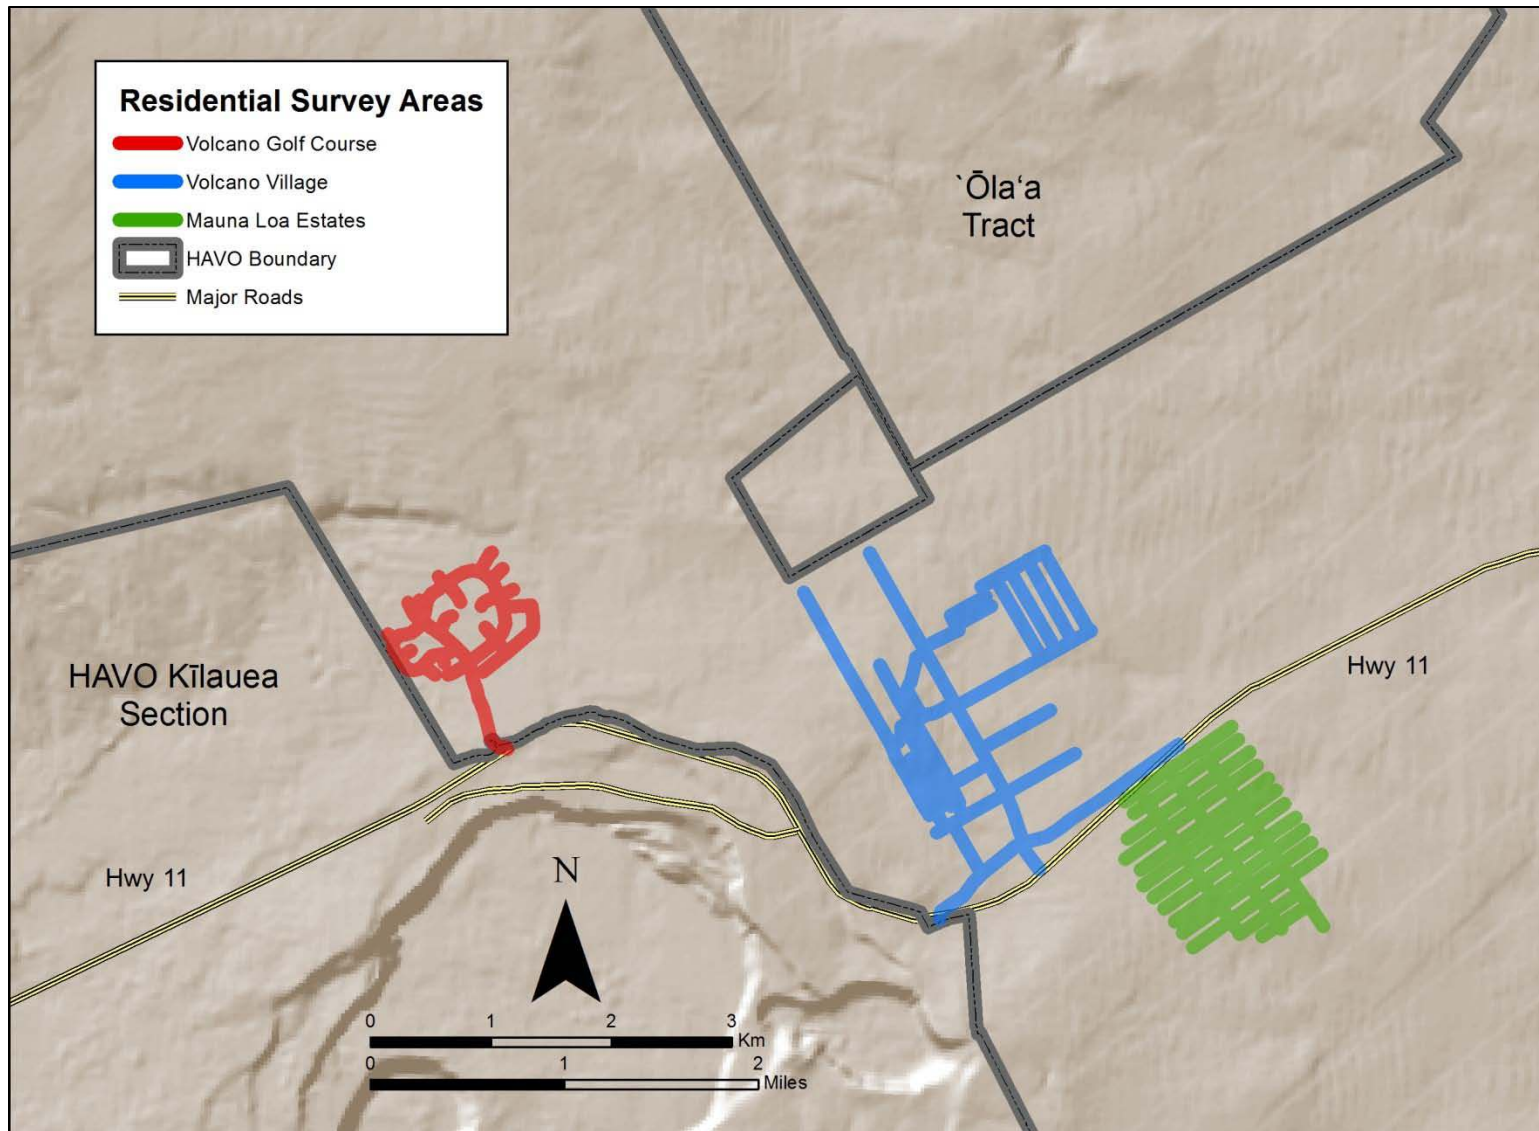 Residential Survey Areas
Volcano Golf Course
Volcano Village
Mauna Loa Estates
HAVO Boundary
Major Roads
`Ōla‘a
Tract
HAVO Kīlauea
Section
Hwy 11
Hwy 11
N
0 1 2 3
Km
0 1 2
Miles